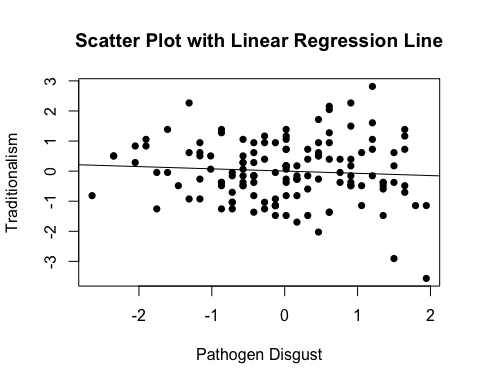 Scatter Plot with Linear Regression Line
Traditionalism
3
2
1
0
-1
-2
-3
-2 -1 0 1 2
Pathogen Disgust